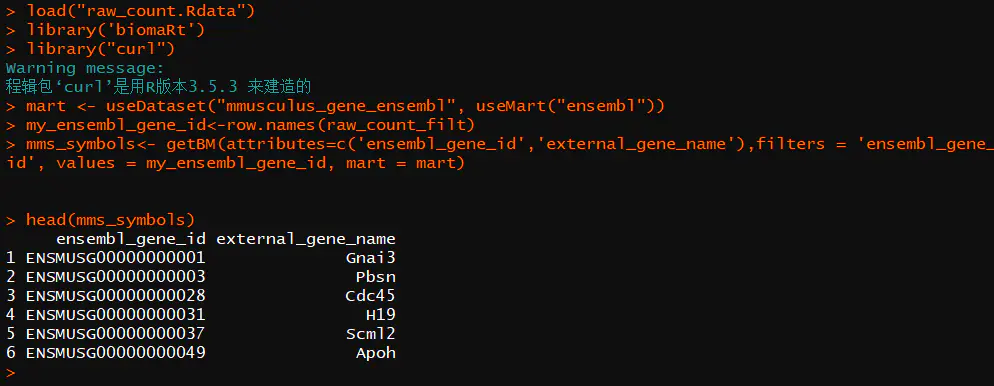 > load("raw_count.Rdata")
> library('biomaRt')
> library("curl")
Warning message:
程辑包‘curl’是用R版本3.5.3 来建造的
> mart <- useDataset("mmusculus_gene_ensembl", useMart("ensembl"))
> my_ensembl_gene_id<-row.names(raw_count_filt)
> mms_symbols<- getBM(attributes=c('ensembl_gene_id','external_gene_name'),filters = 'ensembl_gene_
id', values = my_ensembl_gene_id, mart = mart)
> head(mms_symbols)
ensembl_gene_id external_gene_name
1 ENSMUSG00000000001 Gnai3
2 ENSMUSG00000000003 Pbsn
3 ENSMUSG00000000028 Cdc45
4 ENSMUSG00000000031 H19
5 ENSMUSG00000000037 Scml2
6 ENSMUSG00000000049 Apoh
>